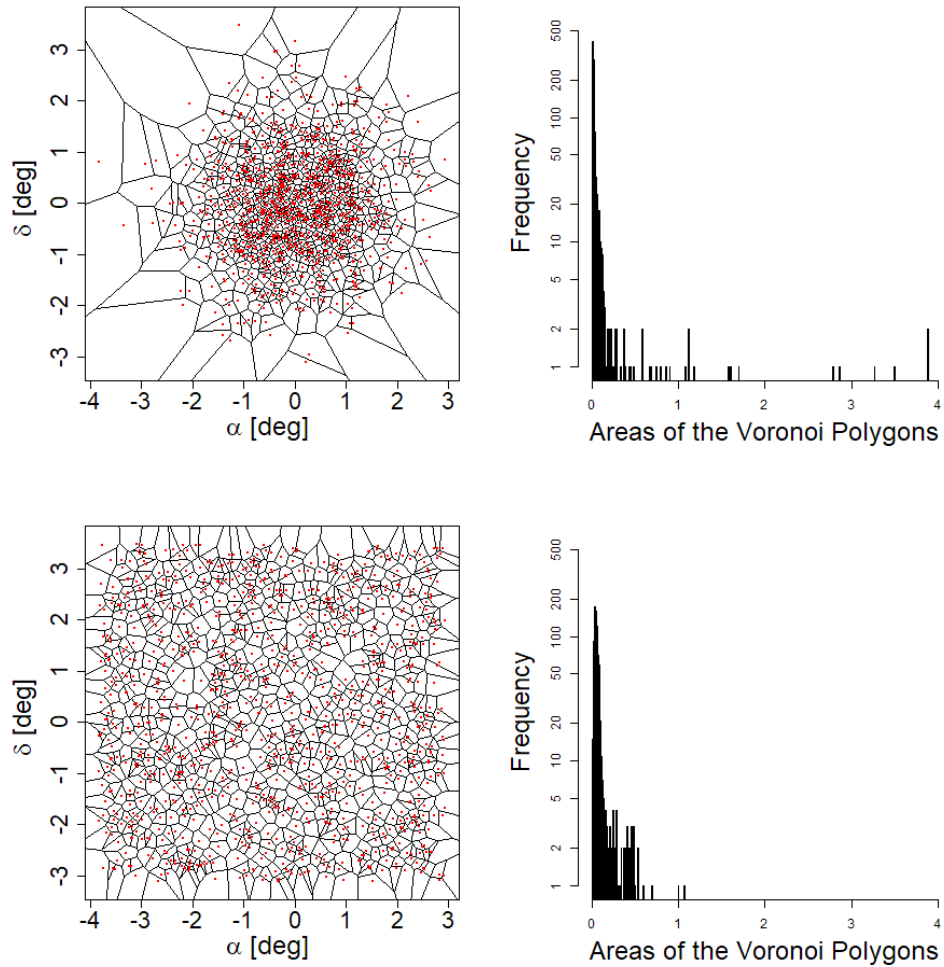 3
2
1
0
-1
-2
-3
δ [deg]
-4 -3 -2 -1 0 1 2 3
α [deg]
500
200
100
50
20
10
5
2
1
Frequency
0 1 2 3 4
Areas of the Voronoi Polygons
3
2
1
0
-1
-2
-3
δ [deg]
-4 -3 -2 -1 0 1 2 3
α [deg]
500
200
100
50
20
10
5
2
1
Frequency
0 1 2 3 4
Areas of the Voronoi Polygons